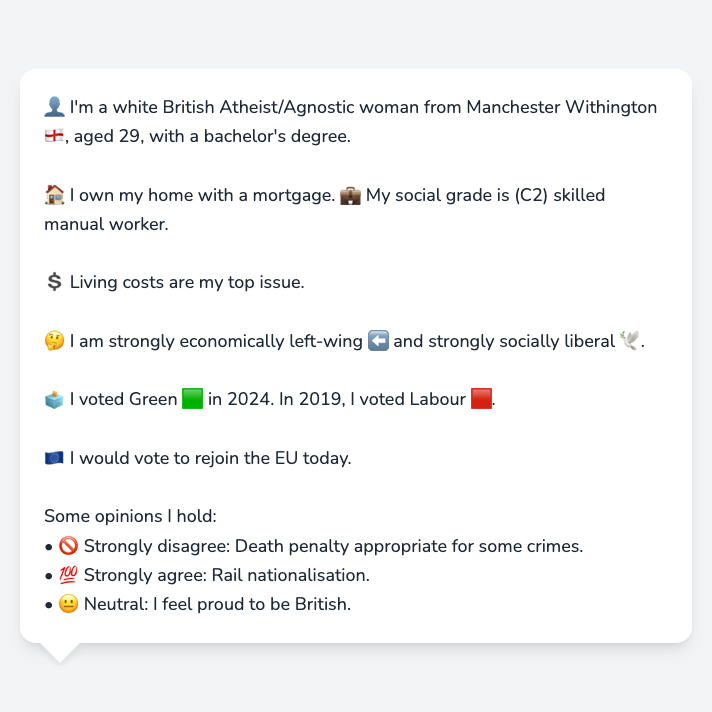 👤 I'm a white British Atheist/Agnostic woman from Manchester Withington
🏴󠁧󠁢󠁥󠁮󠁧󠁿, aged 29, with a bachelor's degree.
🏠 I own my home with a mortgage. 💼 My social grade is (C2) skilled
manual worker.
💲 Living costs are my top issue.
🤔 I am strongly economically left-wing ⬅️ and strongly socially liberal 🕊️.
🗳️ I voted Green 🟩 in 2024. In 2019, I voted Labour 🟥.
🇪🇺 I would vote to rejoin the EU today.
Some opinions I hold:
• 🚫 Strongly disagree: Death penalty appropriate for some crimes.
• 💯 Strongly agree: Rail nationalisation.
• 😐 Neutral: I feel proud to be British.